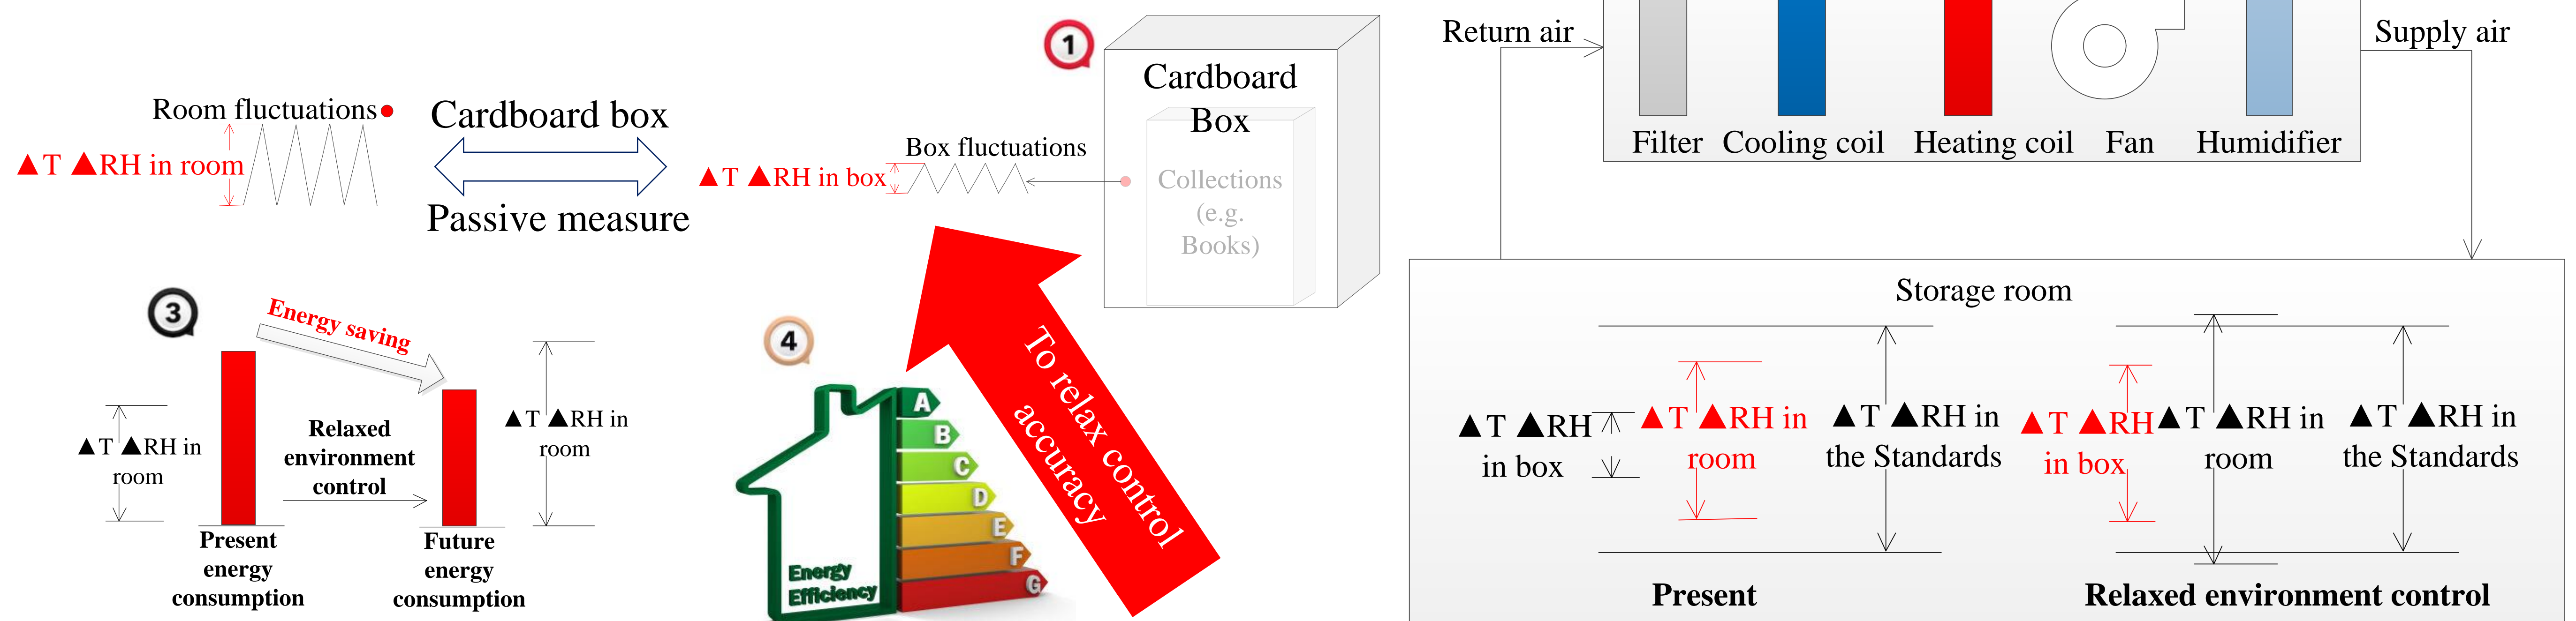 1
Cardboard
Box
Collections
(e.g.
Books)
Room fluctuations
▲T ▲RH in room
Cardboard box
Passive measure
Box fluctuations
▲T ▲RH in box
3
Energy saving
▲T ▲RH in
room
Relaxed
environment
control
▲T ▲RH in
room
Present
energy
consumption
Future
energy
consumption
4
A
B
C
D
E
F
G
Energy
Efficiency
To relax control
accuracy
Return air
Supply air
Filter
Cooling coil
Heating coil
Fan
Humidifier
Storage room
▲T ▲RH
in box
▲T ▲RH in
room
▲T ▲RH in
the Standards
▲T ▲RH
in box
▲T ▲RH in
room
▲T ▲RH in
the Standards
Present
Relaxed environment control